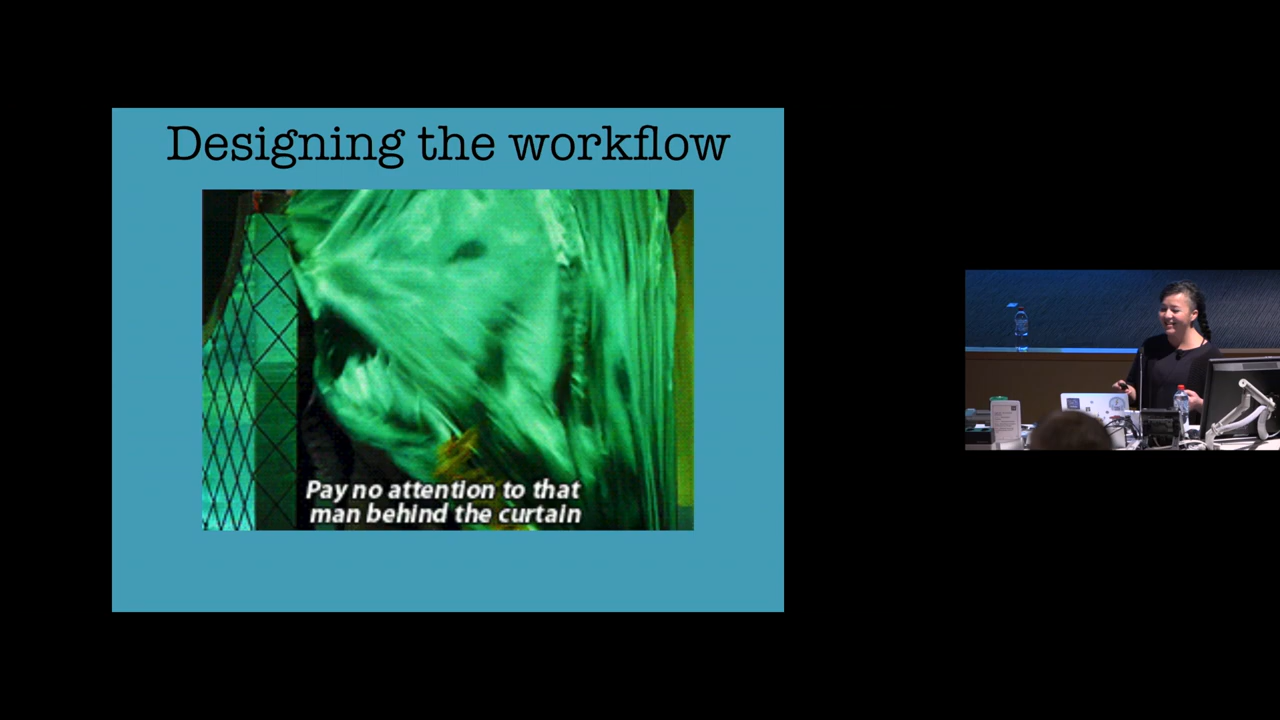 Designing the workflow
Pay no attention to that
man behind the curtain